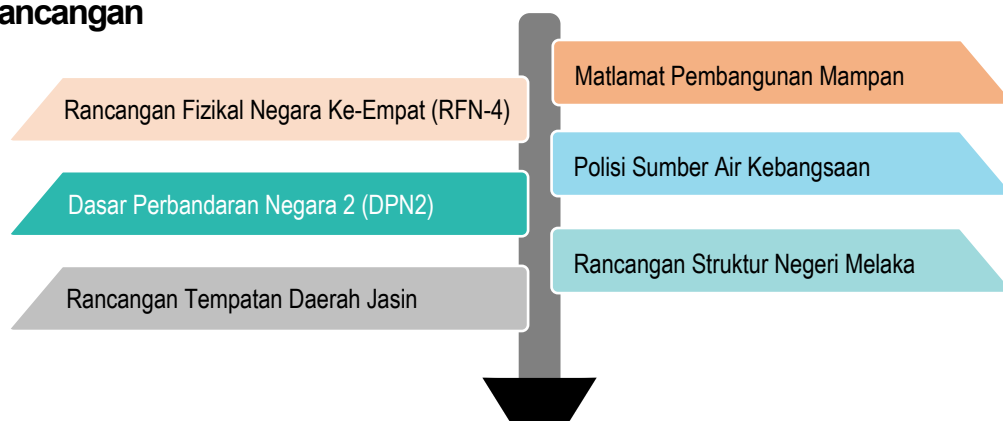 ancangan
Matlamat Pembangunan Mampan
Rancangan Fizikal Negara Ke-Empat (RFN-4)
Polisi Sumber Air Kebangsaan
Dasar Perbandaran Negara 2 (DPN2)
Rancangan Struktur Negeri Melaka
Rancangan Tempatan Daerah Jasin